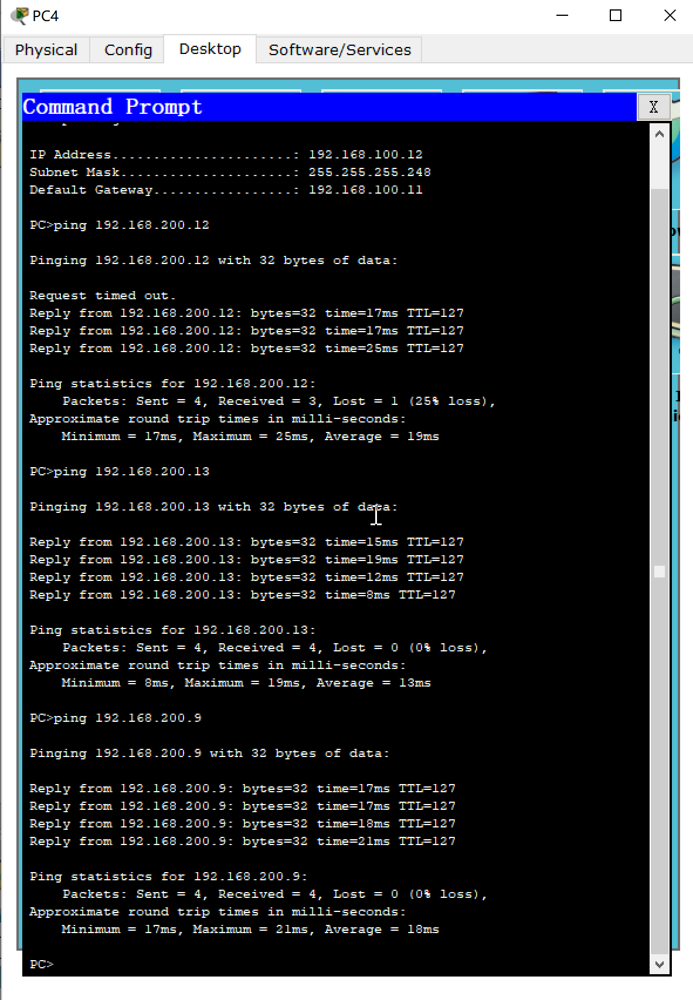 PC4
Physical Config Desktop Software/Services
Command Prompt X
IP Address......................: 192.168.100.12
Subnet Mask.....................: 255.255.255.248
Default Gateway.................: 192.168.100.11
PC>ping 192.168.200.12
Pinging 192.168.200.12 with 32 bytes of data:
Request timed out.
Reply from 192.168.200.12: bytes=32 time=17ms TTL=127
Reply from 192.168.200.12: bytes=32 time=17ms TTL=127
Reply from 192.168.200.12: bytes=32 time=25ms TTL=127
Ping statistics for 192.168.200.12:
Packets: Sent = 4, Received = 3, Lost = 1 (25% loss),
Approximate round trip times in milli-seconds:
Minimum = 17ms, Maximum = 25ms, Average = 19ms
PC>ping 192.168.200.13
Pinging 192.168.200.13 with 32 bytes of data:
Reply from 192.168.200.13: bytes=32 time=15ms TTL=127
Reply from 192.168.200.13: bytes=32 time=19ms TTL=127
Reply from 192.168.200.13: bytes=32 time=12ms TTL=127
Reply from 192.168.200.13: bytes=32 time=8ms TTL=127
Ping statistics for 192.168.200.13:
Packets: Sent = 4, Received = 4, Lost = 0 (0% loss),
Approximate round trip times in milli-seconds:
Minimum = 8ms, Maximum = 19ms, Average = 13ms
PC>ping 192.168.200.9
Pinging 192.168.200.9 with 32 bytes of data:
Reply from 192.168.200.9: bytes=32 time=17ms TTL=127
Reply from 192.168.200.9: bytes=32 time=17ms TTL=127
Reply from 192.168.200.9: bytes=32 time=18ms TTL=127
Reply from 192.168.200.9: bytes=32 time=21ms TTL=127
Ping statistics for 192.168.200.9:
Packets: Sent = 4, Received = 4, Lost = 0 (0% loss),
Approximate round trip times in milli-seconds:
Minimum = 17ms, Maximum = 21ms, Average = 18ms
PC>